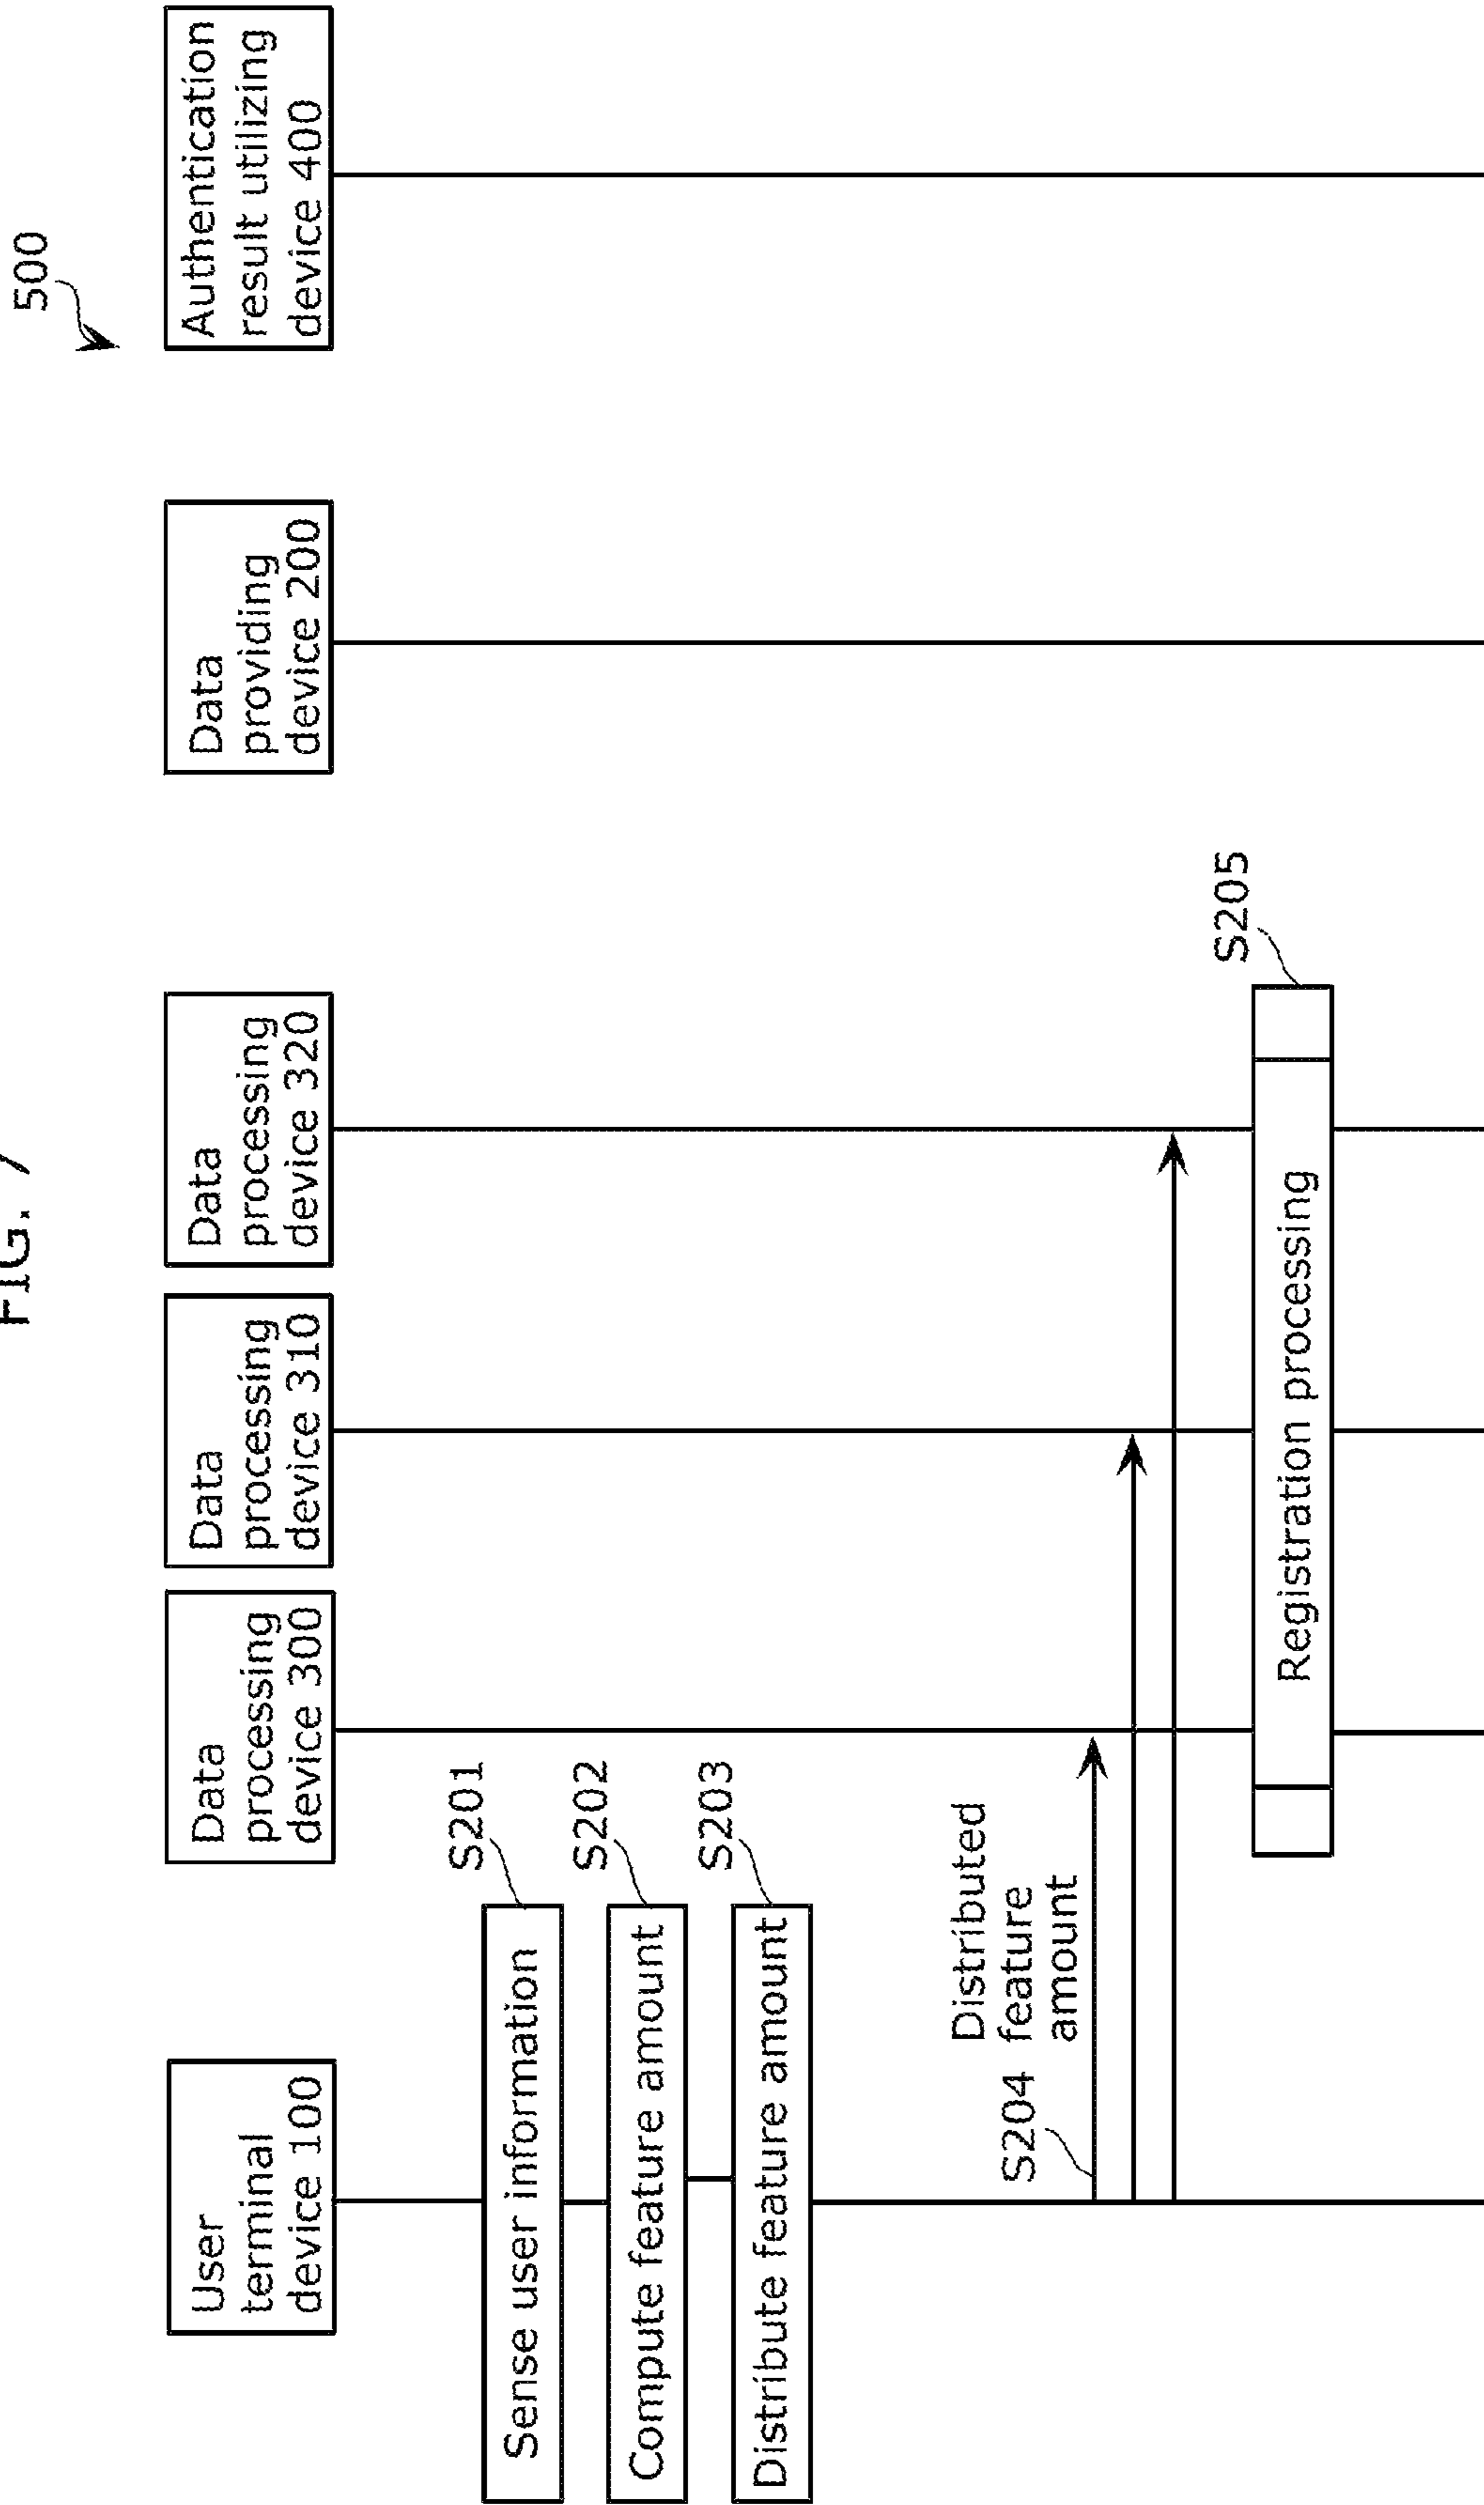 FIG. 7
500
User
terminal
device 100
Data
processing
device 300
Data
processing
device 310
Data
processing
device 320
Data
providing
device 200
Authentication
result utilizing
device 400
S201
Sense user information
S202
Compute feature amount
S203
Distribute feature amount
Distributed
S204 feature
amount
S205
Registration processing